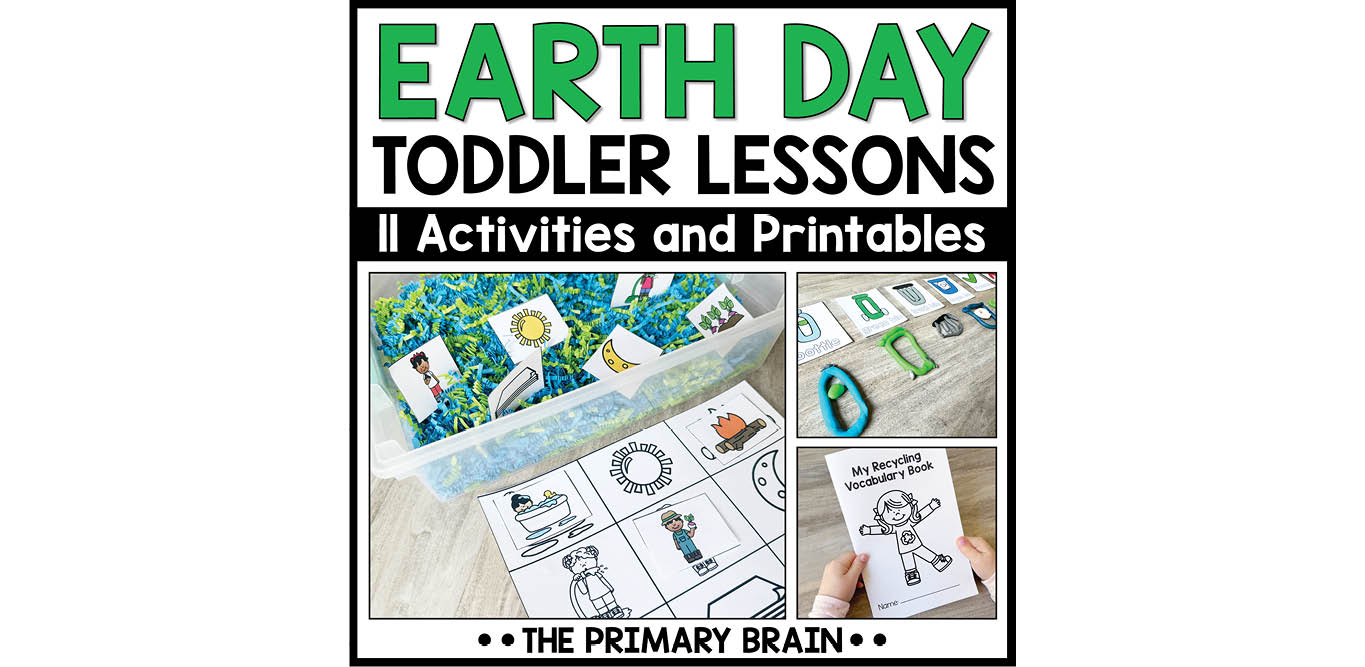 EARTH DAY
TODDLER LESSONS
11 Activities and Printables
bottle
My Recycling
Vocabulary Book
Name
THE PRIMARY BRAIN